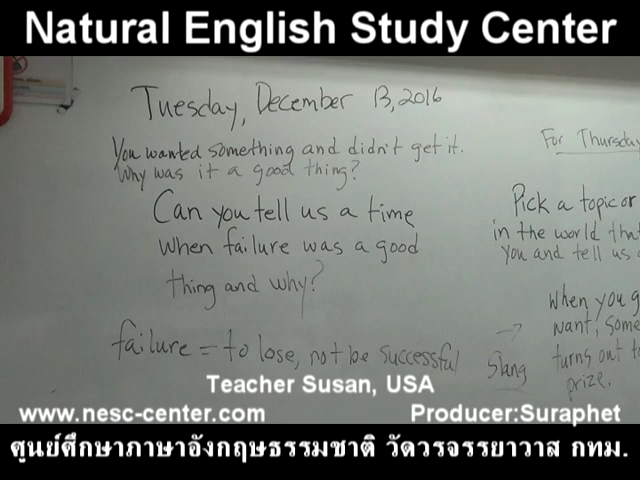 Natural English Study Center
Tuesday, December 13, 2016
You wanted something and didn't get it.
Why was it a good thing?
Can you tell us a time
when failure was a good
thing and why?
failure = to lose, not be successful
For Thursday
Pick a topic or
in the world tha
you and tell us
When you g
want, some
→ turns out t
Slang
prize.
Teacher Susan, USA
www.nesc-center.com
Producer:Suraphet
ศูนย์ศึกษาภาษาอังกฤษธรรมชาติ วัดวรจรรยาวาส กทม.